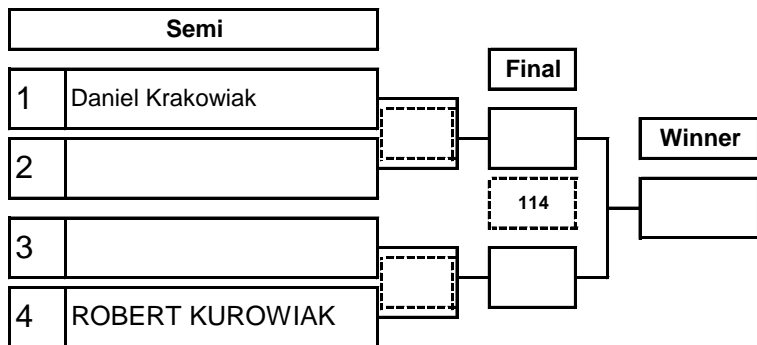 Semi
Final
1 Daniel Krakowiak
Winner
2
114
3
4 ROBERT KUROWIAK